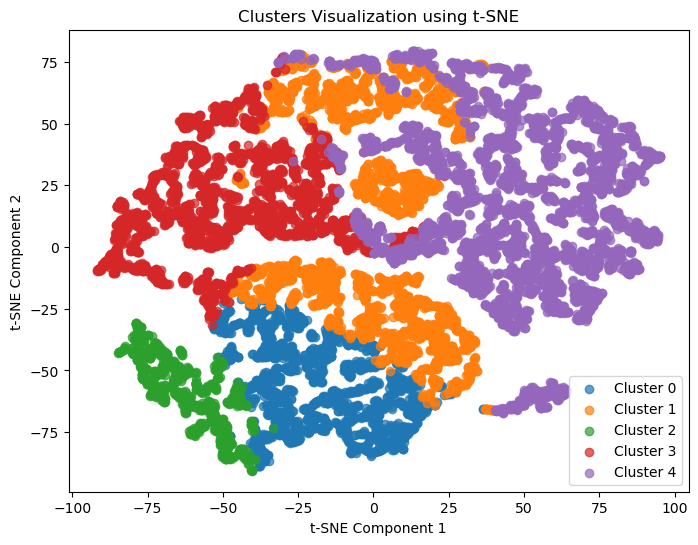 Clusters Visualization using t-SNE
t-SNE Component 2
75
50
25
0
−25
−50
−75
−100
−75
−50
−25
0
25
50
75
100
t-SNE Component 1
Cluster 0
Cluster 1
Cluster 2
Cluster 3
Cluster 4